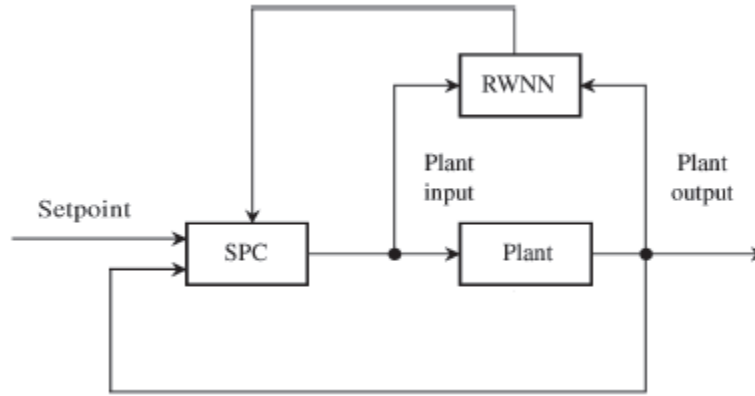 RWNN
Plant
input
Plant
output
Setpoint
SPC
Plant